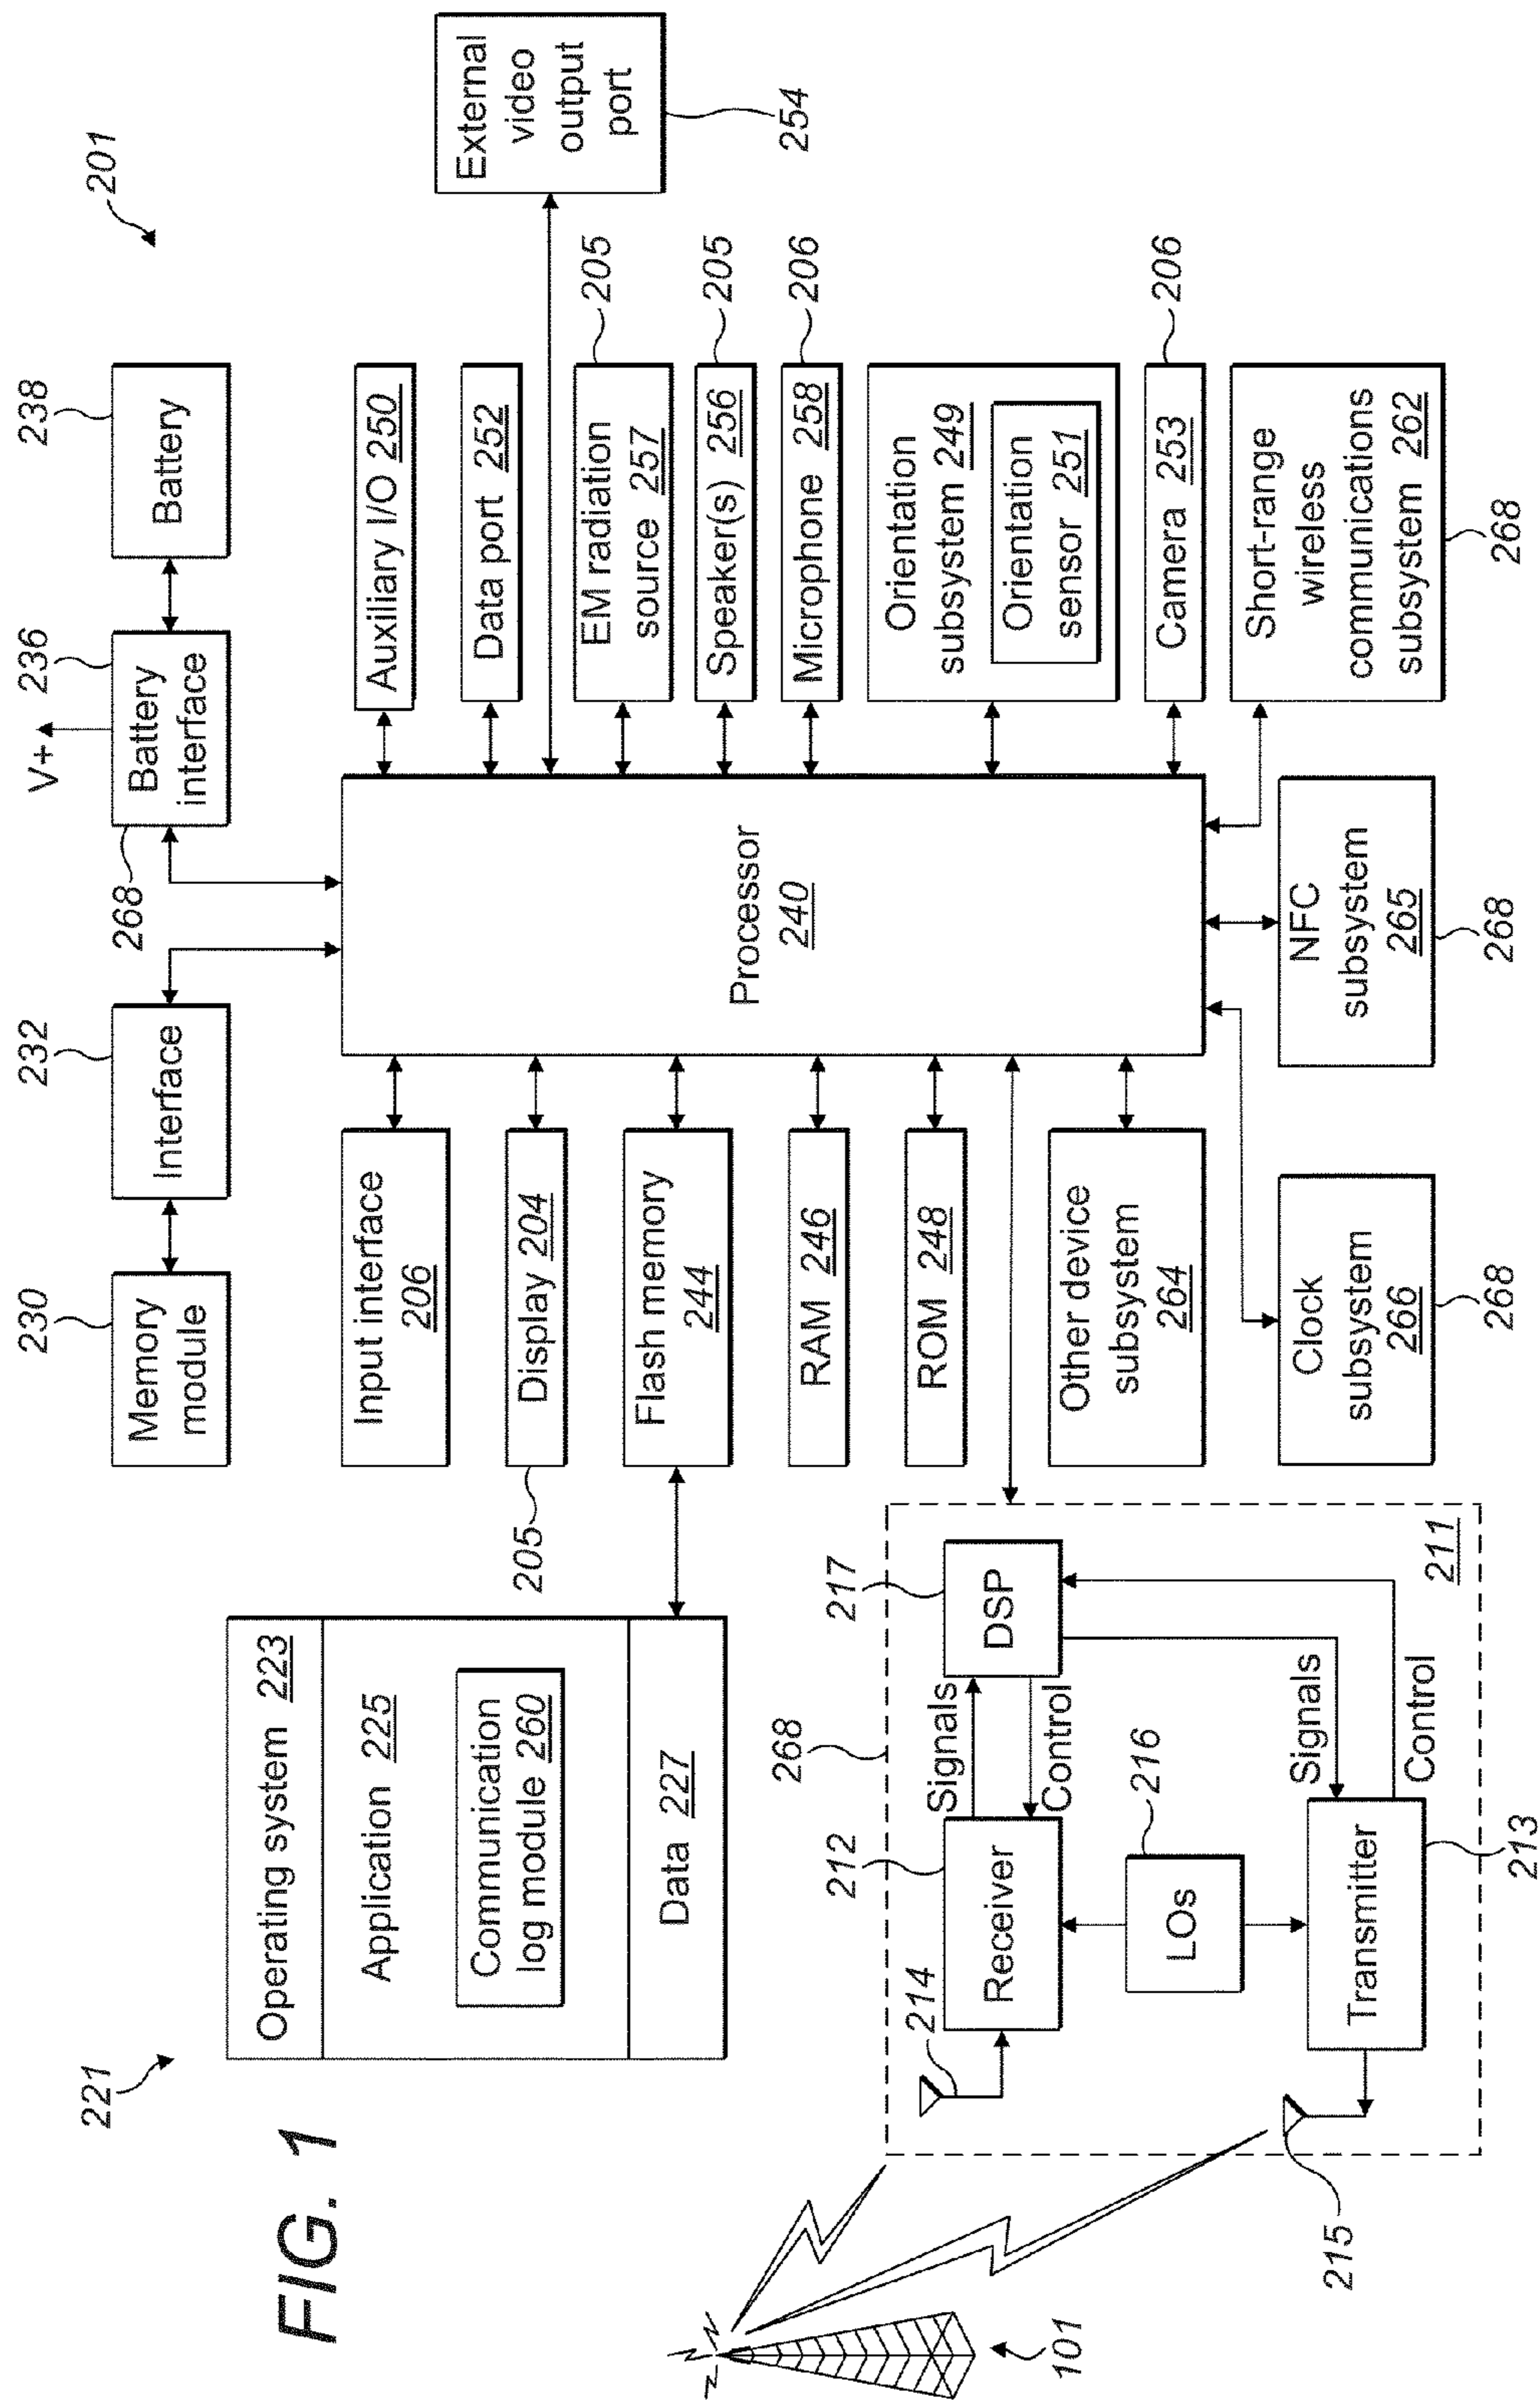 FIG. 1
201
221
Operating system 223
Application 225
Communication
log module 260
Data 227
230
Memory
module
232
Interface
V+
236
Battery
interface
268
238
Battery
Input interface
206
Display 204
205
Flash memory
244
RAM 246
ROM 248
Other device
subsystem
264
Processor
240
Auxiliary I/O 250
Data port 252
External
video
output
port
254
EM radiation
source 257
205
Speaker(s) 256
205
Microphone 258
206
Orientation
subsystem 249
Orientation
sensor 251
Camera 253
206
Short-range
wireless
communications
subsystem 262
268
NFC
subsystem
265
268
Clock
subsystem
266
268
211
268
217
DSP
Signals
Control
212
Receiver
214
216
LOs
Signals
Control
Transmitter
213
215
101